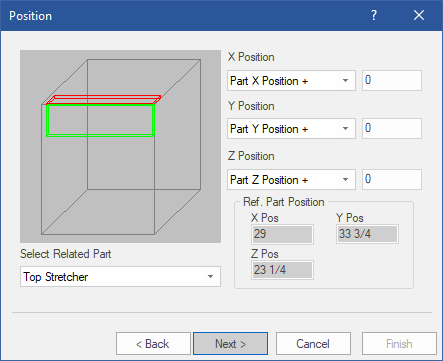 Position
? ×
X Position
Part X Position +
0
Y Position
Part Y Position +
0
Z Position
Part Z Position +
0
Ref. Part Position
X Pos
Y Pos
29
33 3/4
Z Pos
23 1/4
Select Related Part
Top Stretcher
< Back
Next >
Cancel
Finish